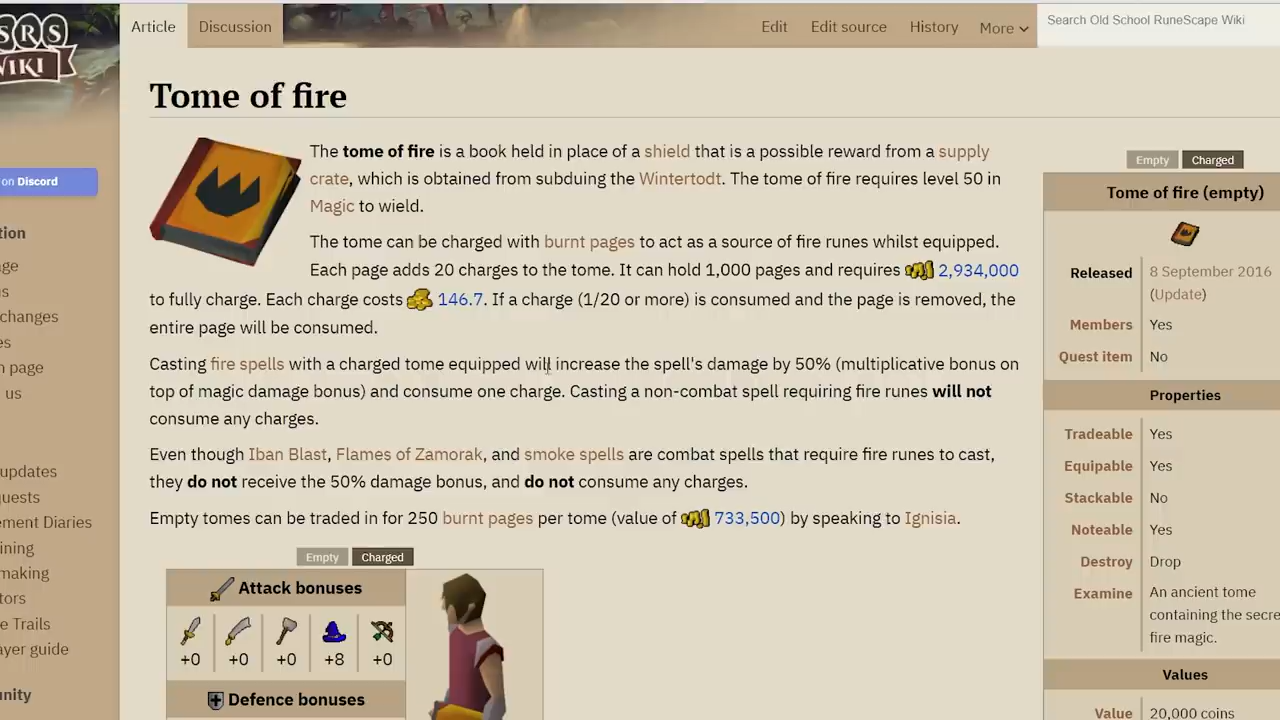 SRS
WIKI
Article
Discussion
Edit
Edit source
History
More
Search Old School RuneScape Wiki
on Discord
Tome of fire
The tome of fire is a book held in place of a shield that is a possible reward from a supply
crate, which is obtained from subduing the Wintertodt. The tome of fire requires level 50 in
Magic to wield.
The tome can be charged with burnt pages to act as a source of fire runes whilst equipped.
Each page adds 20 charges to the tome. It can hold 1,000 pages and requires 2,934,000
to fully charge. Each charge costs 146.7. If a charge (1/20 or more) is consumed and the page is removed, the
entire page will be consumed.
Casting fire spells with a charged tome equipped will increase the spell's damage by 50% (multiplicative bonus on
top of magic damage bonus) and consume one charge. Casting a non-combat spell requiring fire runes will not
consume any charges.
Even though Iban Blast, Flames of Zamorak, and smoke spells are combat spells that require fire runes to cast,
they do not receive the 50% damage bonus, and do not consume any charges.
Empty tomes can be traded in for 250 burnt pages per tome (value of 733,500) by speaking to Ignisia.
Empty Charged
Attack bonuses
+0 +0 +0 +8 +0
Defence bonuses
Empty Charged
Tome of fire (empty)
Released 8 September 2016
(Update)
Members Yes
Quest item No
Properties
Tradeable Yes
Equipable Yes
Stackable No
Noteable Yes
Destroy Drop
Examine An ancient tome
containing the secre
fire magic.
Values
Value 20,000 coins
tion
ge
s
changes
es
page
us
updates
uests
ement Diaries
ining
making
tors
e Trails
ayer guide
unity